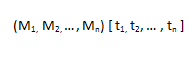 (M₁, M₂,…, Mₙ) [ t₁, t₂,… , tₙ ]